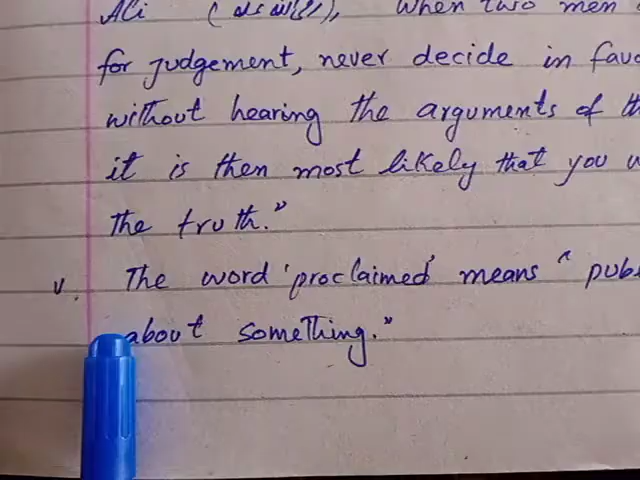 Ali ( ), When two men
for judgement, never decide in favo
without hearing the arguments of th
it is then most likely that you w
the truth."
v. The word 'proclaimed' means " pub
about something."